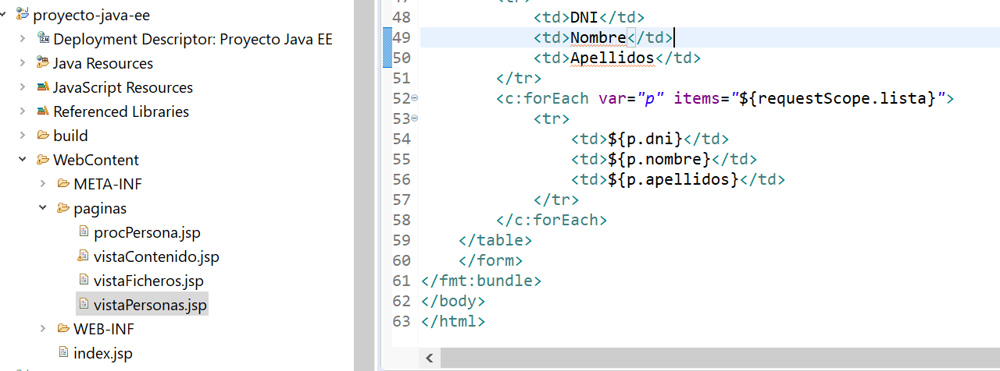 proyecto-java-ee
Deployment Descriptor: Proyecto Java EE
Java Resources
JavaScript Resources
Referenced Libraries
build
WebContent
META-INF
paginas
procPersona.jsp
vistaContenido.jsp
vistaFicheros.jsp
vistaPersonas.jsp
WEB-INF
index.jsp
47 <tr>
48 <td>DNI</td>
49 <td>Nombre</td>
50 <td>Apellidos</td>
51 </tr>
52 <c:forEach var="p" items="${requestScope.lista}">
53 <tr>
54 <td>${p.dni}</td>
55 <td>${p.nombre}</td>
56 <td>${p.apellidos}</td>
57 </tr>
58 </c:forEach>
59 </table>
60 </form>
61 </fmt:bundle>
62 </body>
63 </html>